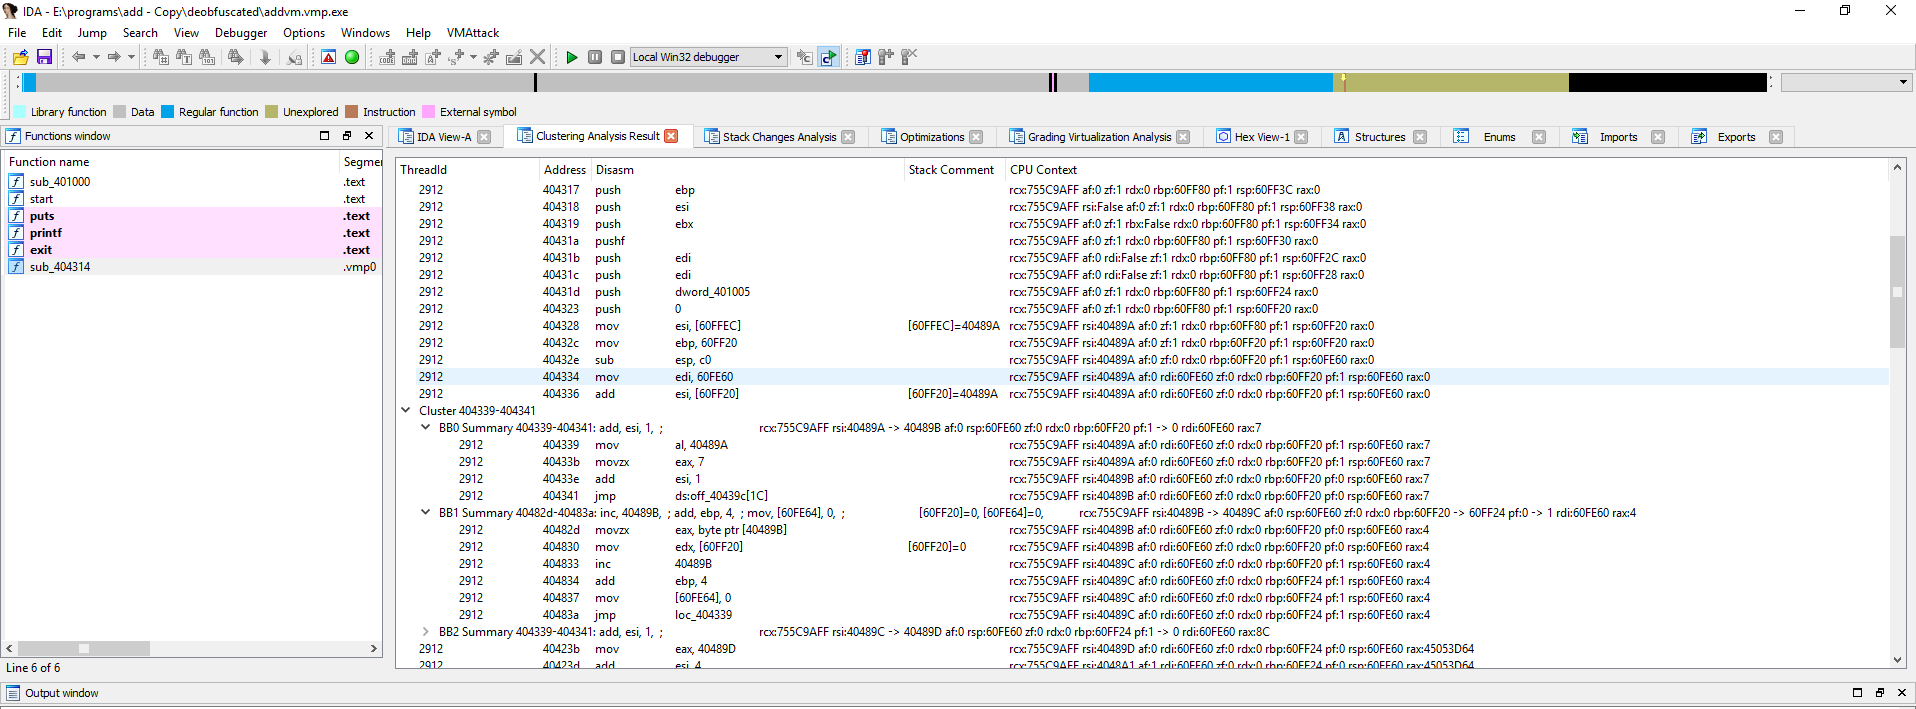 IDA - E:\programs\add - Copy\deobfuscated\addvm.vmp.exe
File Edit Jump Search View Debugger Options Windows Help VMAttack
Local Win32 debugger
Library function Data Regular function Unexplored Instruction External symbol
Functions window
Function name Segmer
sub_401000 .text
start .text
puts .text
printf .text
exit .text
sub_404314 .vmp0
Line 6 of 6
IDA View-A Clustering Analysis Result Stack Changes Analysis Optimizations Grading Virtualization Analysis Hex View-1 Structures Enums Imports Exports
ThreadId Address Disasm Stack Comment CPU Context
2912 404317 push ebp rcx:755C9AFF af:0 zf:1 rdx:0 rbp:60FF80 pf:1 rsp:60FF3C rax:0
2912 404318 push esi rcx:755C9AFF rsi:False af:0 zf:1 rdx:0 rbp:60FF80 pf:1 rsp:60FF38 rax:0
2912 404319 push ebx rcx:755C9AFF af:0 zf:1 rbx:False rdx:0 rbp:60FF80 pf:1 rsp:60FF34 rax:0
2912 40431a pushf rcx:755C9AFF af:0 zf:1 rdx:0 rbp:60FF80 pf:1 rsp:60FF30 rax:0
2912 40431b push edi rcx:755C9AFF af:0 rdi:False zf:1 rdx:0 rbp:60FF80 pf:1 rsp:60FF2C rax:0
2912 40431c push edi rcx:755C9AFF af:0 rdi:False zf:1 rdx:0 rbp:60FF80 pf:1 rsp:60FF28 rax:0
2912 40431d push dword_401005 rcx:755C9AFF af:0 zf:1 rdx:0 rbp:60FF80 pf:1 rsp:60FF24 rax:0
2912 404323 push 0 rcx:755C9AFF af:0 zf:1 rdx:0 rbp:60FF80 pf:1 rsp:60FF20 rax:0
2912 404328 mov esi, [60FFEC] [60FFEC]=40489A rcx:755C9AFF rsi:40489A af:0 zf:1 rdx:0 rbp:60FF80 pf:1 rsp:60FF20 rax:0
2912 40432c mov ebp, 60FF20 rcx:755C9AFF rsi:40489A af:0 zf:1 rdx:0 rbp:60FF20 pf:1 rsp:60FF20 rax:0
2912 40432e sub esp, c0 rcx:755C9AFF rsi:40489A af:0 zf:0 rdx:0 rbp:60FF20 pf:1 rsp:60FE60 rax:0
2912 404334 mov edi, 60FE60 rcx:755C9AFF rsi:40489A af:0 rdi:60FE60 zf:0 rdx:0 rbp:60FF20 pf:1 rsp:60FE60 rax:0
2912 404336 add esi, [60FF20] [60FF20]=40489A rcx:755C9AFF rsi:40489A af:0 rdi:60FE60 zf:0 rdx:0 rbp:60FF20 pf:1 rsp:60FE60 rax:0
Cluster 404339-404341
BB0 Summary 404339-404341: add, esi, 1, ; rcx:755C9AFF rsi:40489A -> 40489B af:0 rsp:60FE60 zf:0 rdx:0 rbp:60FF20 pf:1 -> 0 rdi:60FE60 rax:7
2912 404339 mov al, 40489A rcx:755C9AFF rsi:40489A af:0 rdi:60FE60 zf:0 rdx:0 rbp:60FF20 pf:1 rsp:60FE60 rax:7
2912 40433b movzx eax, 7 rcx:755C9AFF rsi:40489A af:0 rdi:60FE60 zf:0 rdx:0 rbp:60FF20 pf:1 rsp:60FE60 rax:7
2912 40433e add esi, 1 rcx:755C9AFF rsi:40489B af:0 rdi:60FE60 zf:0 rdx:0 rbp:60FF20 pf:0 rsp:60FE60 rax:7
2912 404341 jmp ds:off_40439c[1C] rcx:755C9AFF rsi:40489B af:0 rdi:60FE60 zf:0 rdx:0 rbp:60FF20 pf:0 rsp:60FE60 rax:7
BB1 Summary 40482d-40483a: inc, 40489B, ; add, ebp, 4, ; mov, [60FE64], 0, ; [60FF20]=0, [60FE64]=0, rcx:755C9AFF rsi:40489B -> 40489C af:0 rsp:60FE60 zf:0 rdx:0 rbp:60FF20 -> 60FF24 pf:0 -> 1 rdi:60FE60 rax:4
2912 40482d movzx eax, byte ptr [40489B] rcx:755C9AFF rsi:40489B af:0 rdi:60FE60 zf:0 rdx:0 rbp:60FF20 pf:0 rsp:60FE60 rax:4
2912 404830 mov edx, [60FF20] [60FF20]=0 rcx:755C9AFF rsi:40489B af:0 rdi:60FE60 zf:0 rdx:0 rbp:60FF20 pf:0 rsp:60FE60 rax:4
2912 404833 inc 40489B rcx:755C9AFF rsi:40489C af:0 rdi:60FE60 zf:0 rdx:0 rbp:60FF20 pf:1 rsp:60FE60 rax:4
2912 404834 add ebp, 4 rcx:755C9AFF rsi:40489C af:0 rdi:60FE60 zf:0 rdx:0 rbp:60FF24 pf:1 rsp:60FE60 rax:4
2912 404837 mov [60FE64], 0 rcx:755C9AFF rsi:40489C af:0 rdi:60FE60 zf:0 rdx:0 rbp:60FF24 pf:1 rsp:60FE60 rax:4
2912 40483a jmp loc_404339 rcx:755C9AFF rsi:40489C af:0 rdi:60FE60 zf:0 rdx:0 rbp:60FF24 pf:1 rsp:60FE60 rax:4
BB2 Summary 404339-404341: add, esi, 1, ; rcx:755C9AFF rsi:40489C -> 40489D af:0 rsp:60FE60 zf:0 rdx:0 rbp:60FF24 pf:1 -> 0 rdi:60FE60 rax:8C
2912 40423b mov eax, 40489D rcx:755C9AFF rsi:40489D af:0 rdi:60FE60 zf:0 rdx:0 rbp:60FF24 pf:0 rsp:60FE60 rax:45053D64
2912 40423d add esi, 4 rcx:755C9AFF rsi:4048A1 af:1 rdi:60FE60 zf:0 rdx:0 rbp:60FF24 pf:0 rsp:60FE60 rax:45053D64
Output window